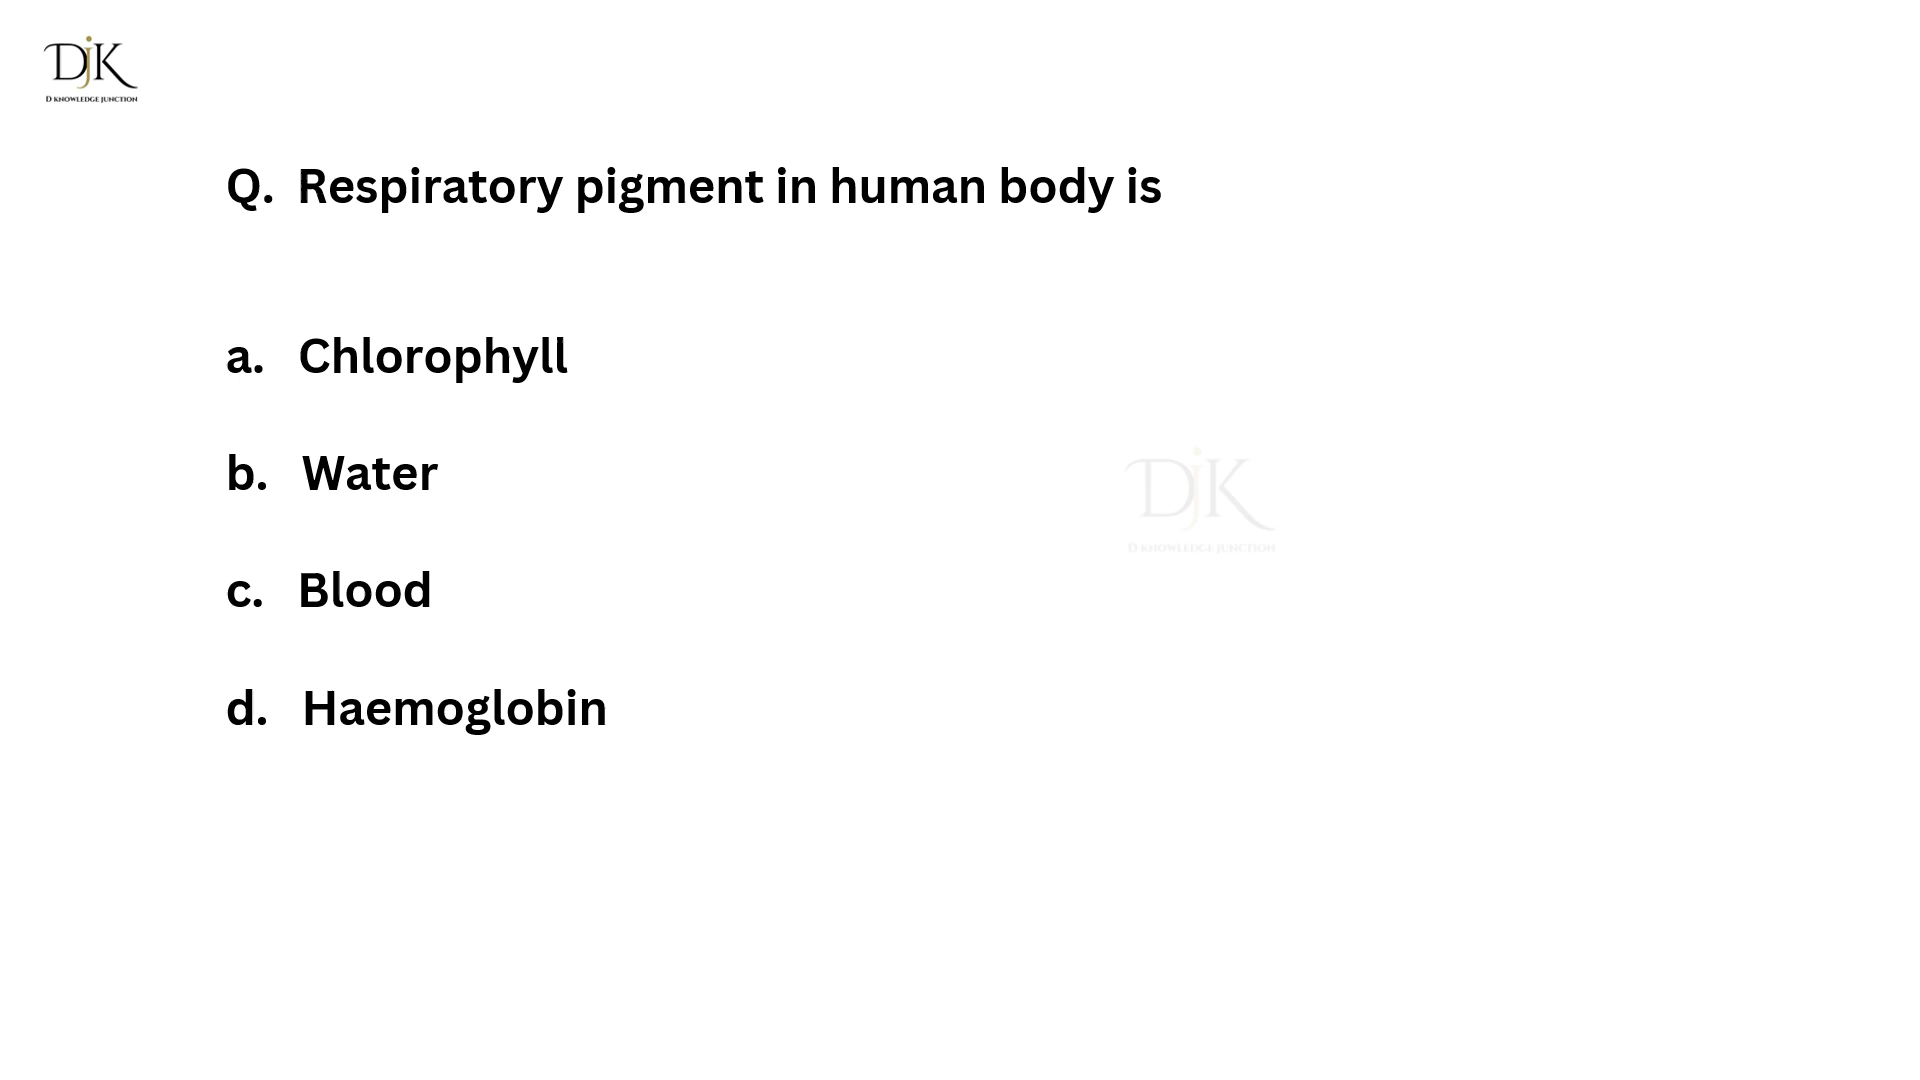 DjK
D KNOWLEDGE JUNCTION
Q. Respiratory pigment in human body is
a. Chlorophyll
b. Water
DjK
D KNOWLEDGE JUNCTION
c. Blood
d. Haemoglobin